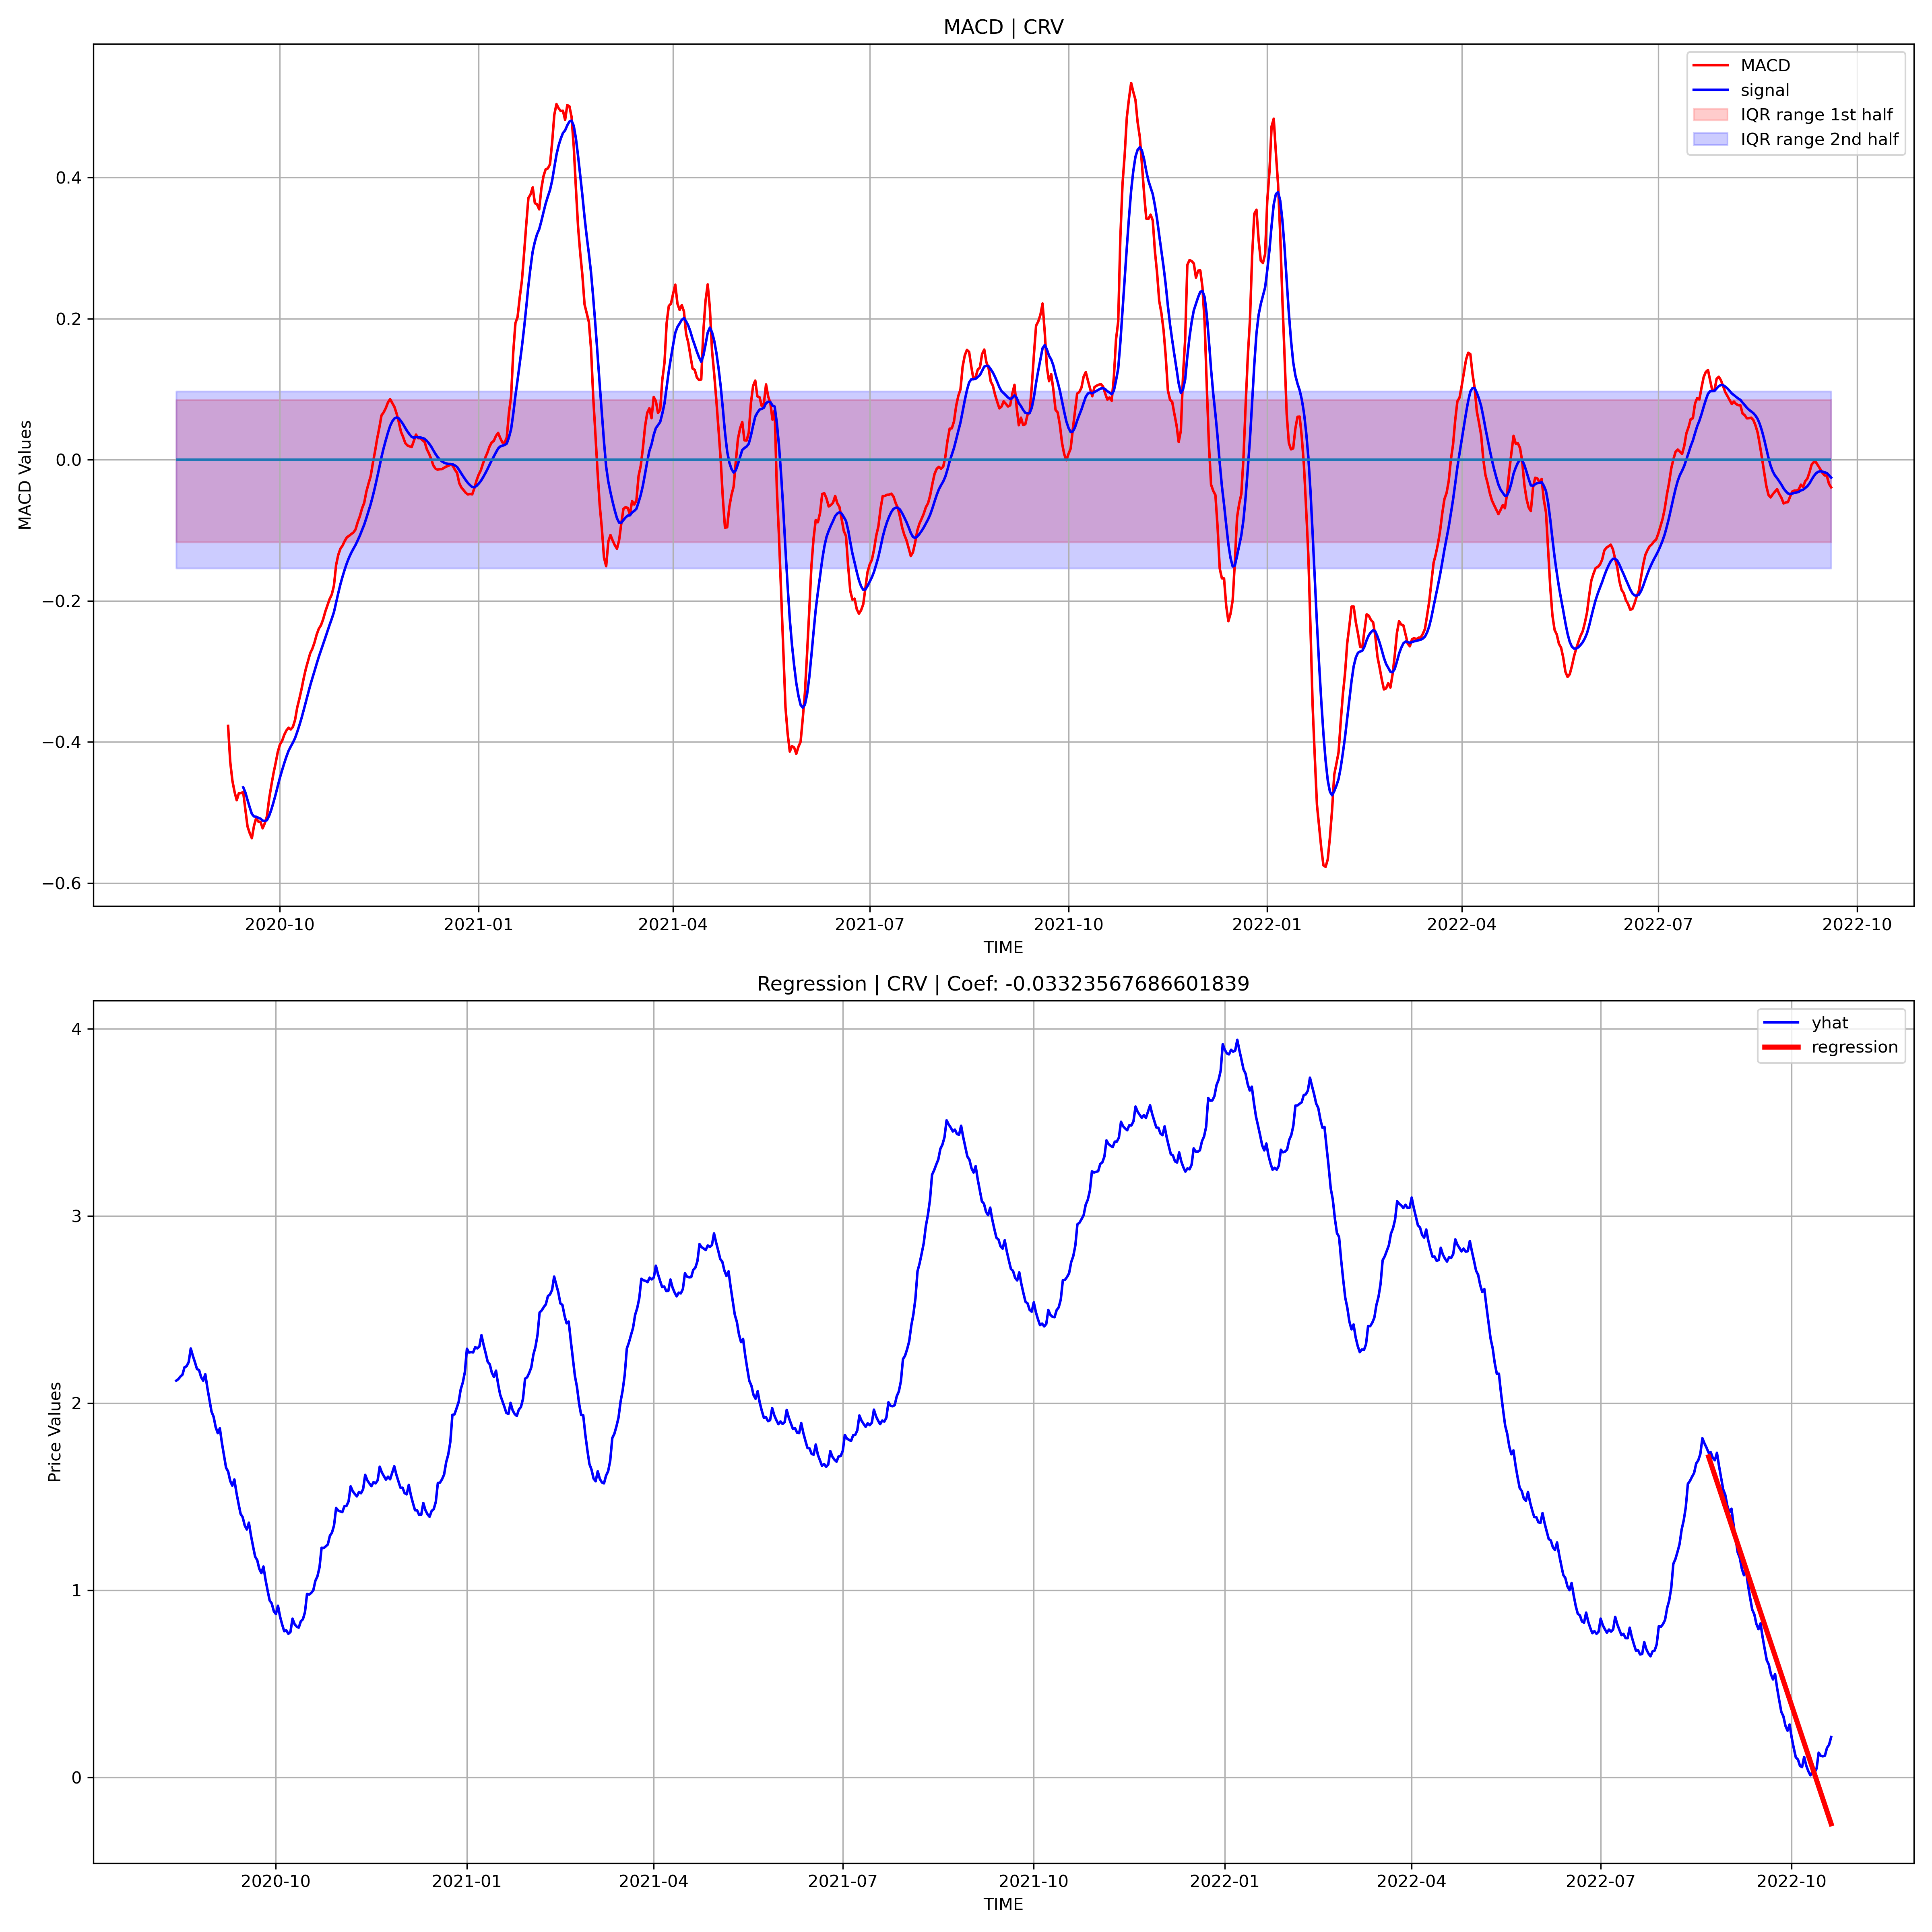 MACD | CRV
MACD
signal
IQR range 1st half
IQR range 2nd half
MACD Values
0.4
0.2
0.0
−0.2
−0.4
−0.6
2020-10 2021-01 2021-04 2021-07 2021-10 2022-01 2022-04 2022-07 2022-10
TIME
Regression | CRV | Coef: -0.03323567686601839
yhat
regression
Price Values
4
3
2
1
0
2020-10 2021-01 2021-04 2021-07 2021-10 2022-01 2022-04 2022-07 2022-10
TIME